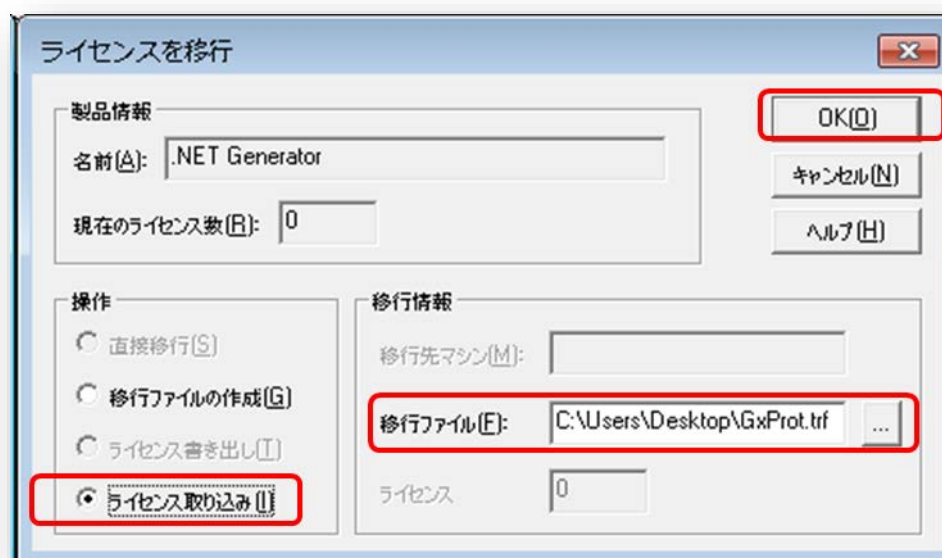 ライセンスを移行
製品情報
名前(A): .NET Generator
現在のライセンス数(R): 0
OK(O)
キャンセル(N)
ヘルプ(H)
操作
直接移行(S)
移行ファイルの作成(G)
ライセンス書き出し(T)
ライセンス取り込み(I)
移行情報
移行先マシン(M):
移行ファイル(F): C:\Users\Desktop\GxProt.trf ...
ライセンス 0